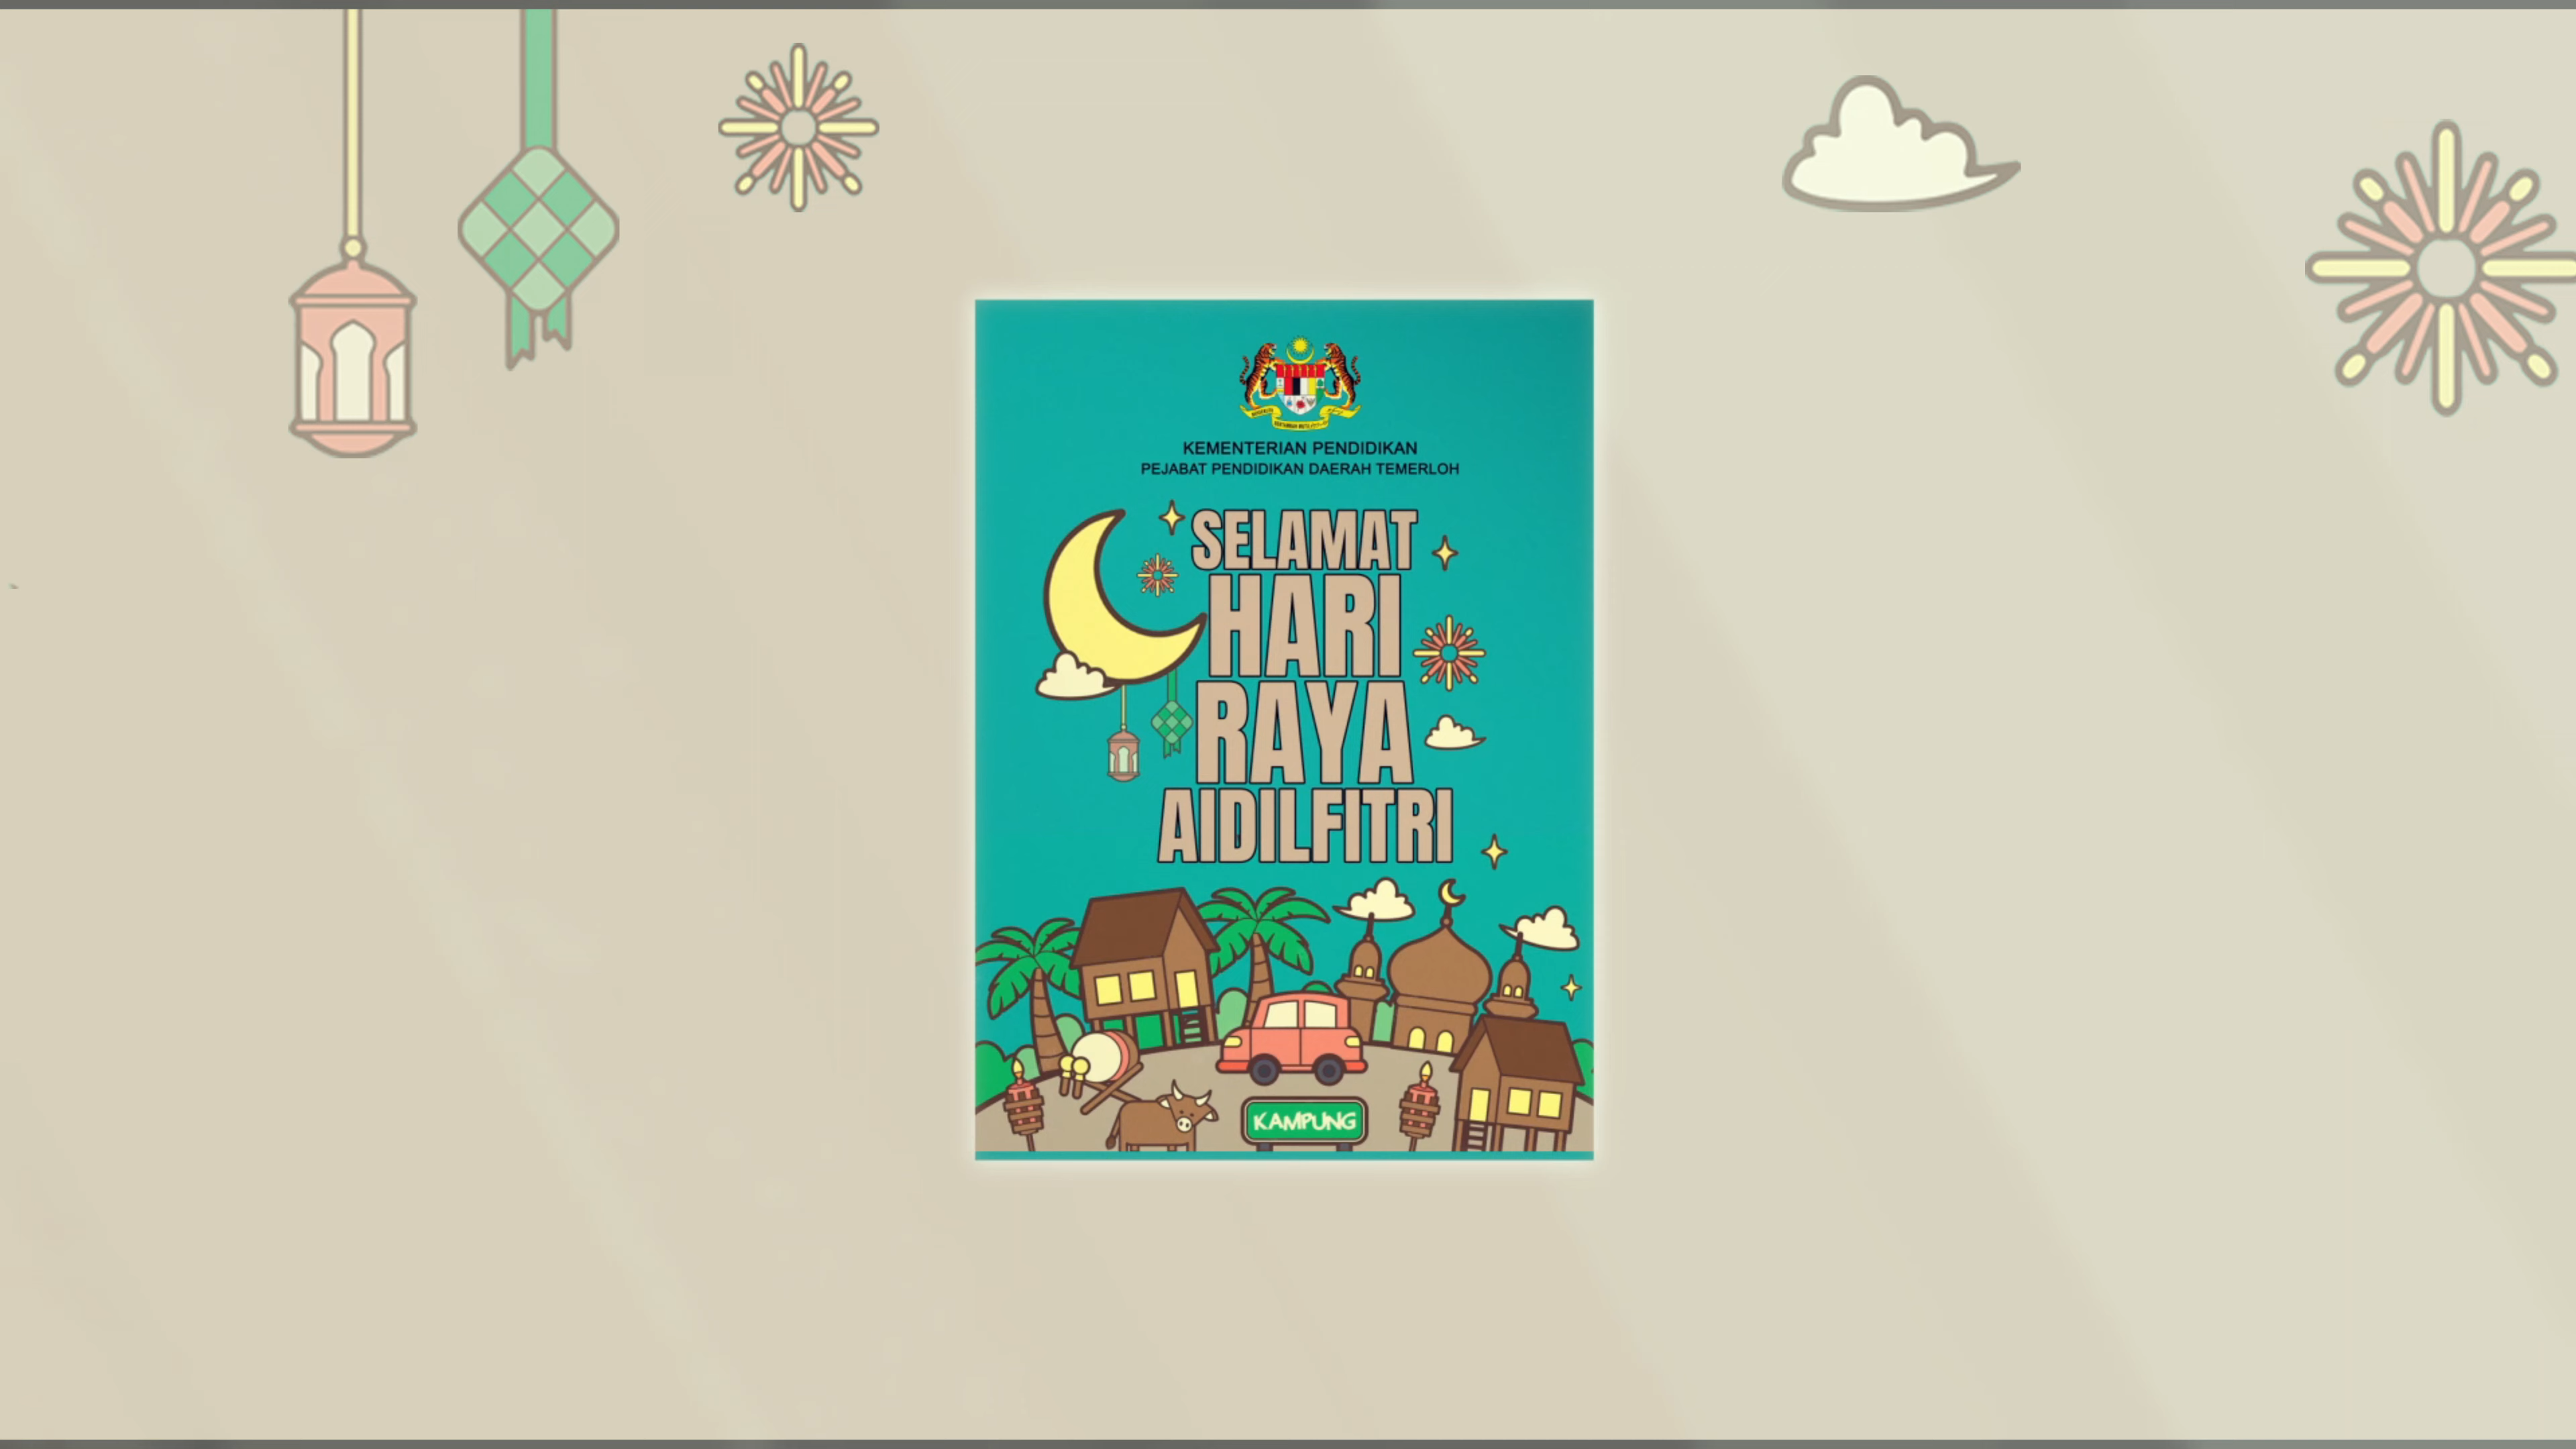 KEMENTERIAN PENDIDIKAN
PEJABAT PENDIDIKAN DAERAH TEMERLOH
SELAMAT
HARI
RAYA
AIDILFITRI
KAMPUNG